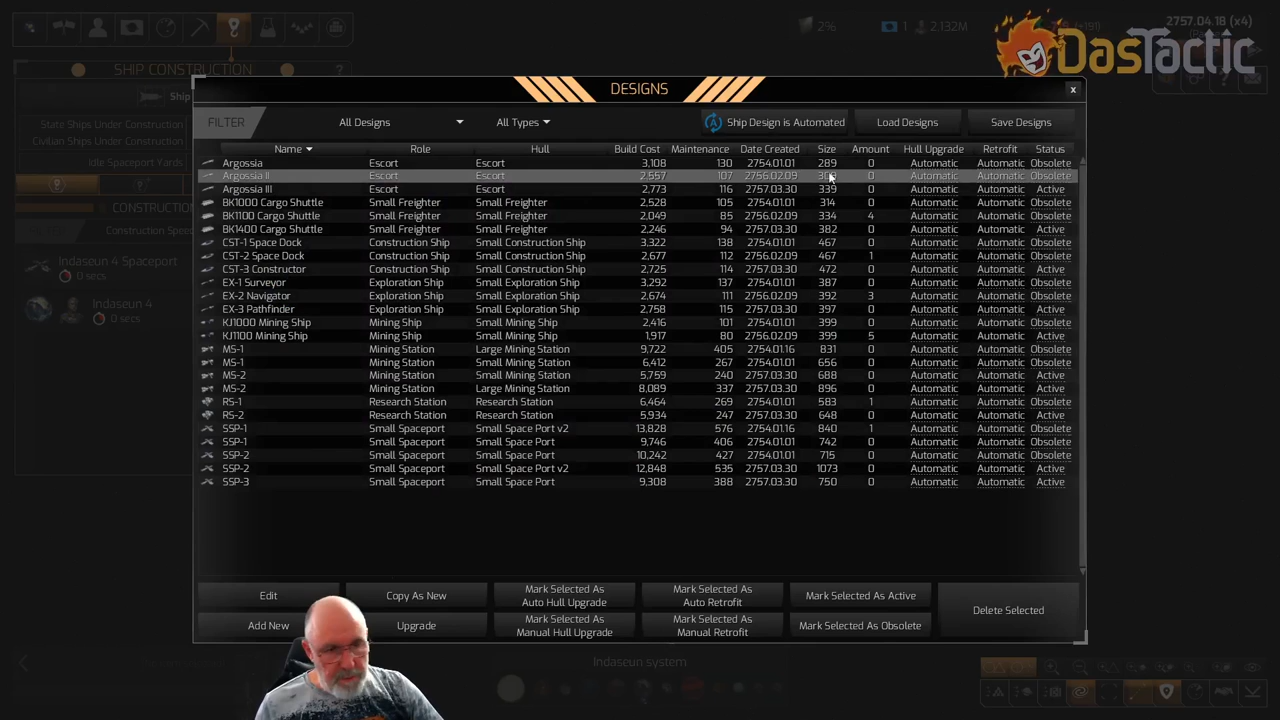 2%
1
2,132M
2757.04.18 (x4)
DasTactic
SHIP CONSTRUCTION
?
Ship
State Ships Under Construction
Civilian Ships Under Construction
Idle Spaceport Yards
CONSTRUCTION
Construction Speed
Indaseun 4 Spaceport
0 secs
Indaseun 4
0 secs
DESIGNS
x
FILTER
All Designs
All Types
Ship Design is Automated
Load Designs
Save Designs
Name Role Hull Build Cost Maintenance Date Created Size Amount Hull Upgrade Retrofit Status
Argossia Escort Escort 3,108 130 2754.01.01 289 0 Automatic Automatic Obsolete
Argossia II Escort Escort 2,557 107 2756.02.09 0 Automatic Automatic Obsolete
Argossia III Escort Escort 2,773 116 2757.03.30 339 0 Automatic Automatic Active
BK1000 Cargo Shuttle Small Freighter Small Freighter 2,528 105 2754.01.01 314 0 Automatic Automatic Obsolete
BK1100 Cargo Shuttle Small Freighter Small Freighter 2,049 85 2756.02.09 334 4 Automatic Automatic Obsolete
BK1400 Cargo Shuttle Small Freighter Small Freighter 2,246 94 2757.03.30 382 0 Automatic Automatic Active
CST-1 Space Dock Construction Ship Small Construction Ship 3,322 138 2754.01.01 467 0 Automatic Automatic Obsolete
CST-2 Space Dock Construction Ship Small Construction Ship 2,677 112 2756.02.09 467 1 Automatic Automatic Obsolete
CST-3 Constructor Construction Ship Small Construction Ship 2,725 114 2757.03.30 472 0 Automatic Automatic Active
EX-1 Surveyor Exploration Ship Small Exploration Ship 3,292 137 2754.01.01 387 0 Automatic Automatic Obsolete
EX-2 Navigator Exploration Ship Small Exploration Ship 2,674 111 2756.02.09 392 3 Automatic Automatic Obsolete
EX-3 Pathfinder Exploration Ship Small Exploration Ship 2,758 115 2757.03.30 397 0 Automatic Automatic Active
KJ1000 Mining Ship Mining Ship Small Mining Ship 2,416 101 2754.01.01 399 0 Automatic Automatic Obsolete
KJ1100 Mining Ship Mining Ship Small Mining Ship 1,917 80 2756.02.09 399 5 Automatic Automatic Active
MS-1 Mining Station Large Mining Station 9,722 405 2754.01.16 831 0 Automatic Automatic Obsolete
MS-1 Mining Station Small Mining Station 6,412 267 2754.01.01 656 0 Automatic Automatic Obsolete
MS-2 Mining Station Small Mining Station 5,759 240 2757.03.30 688 0 Automatic Automatic Active
MS-2 Mining Station Large Mining Station 8,089 337 2757.03.30 896 0 Automatic Automatic Active
RS-1 Research Station Research Station 6,464 269 2754.01.01 583 1 Automatic Automatic Obsolete
RS-2 Research Station Research Station 5,934 247 2757.03.30 648 0 Automatic Automatic Active
SSP-1 Small Spaceport Small Space Port v2 13,828 576 2754.01.16 840 1 Automatic Automatic Obsolete
SSP-1 Small Spaceport Small Space Port 9,746 406 2754.01.01 742 0 Automatic Automatic Obsolete
SSP-2 Small Spaceport Small Space Port 10,242 427 2754.01.01 715 0 Automatic Automatic Obsolete
SSP-2 Small Spaceport Small Space Port v2 12,848 535 2757.03.30 1073 0 Automatic Automatic Active
SSP-3 Small Spaceport Small Space Port 9,308 388 2757.03.30 750 0 Automatic Automatic Active
Edit
Copy As New
Mark Selected As
Auto Hull Upgrade
Mark Selected As
Auto Retrofit
Mark Selected As Active
Delete Selected
Add New
Upgrade
Mark Selected As
Manual Hull Upgrade
Mark Selected As
Manual Retrofit
Mark Selected As Obsolete
Indaseun system